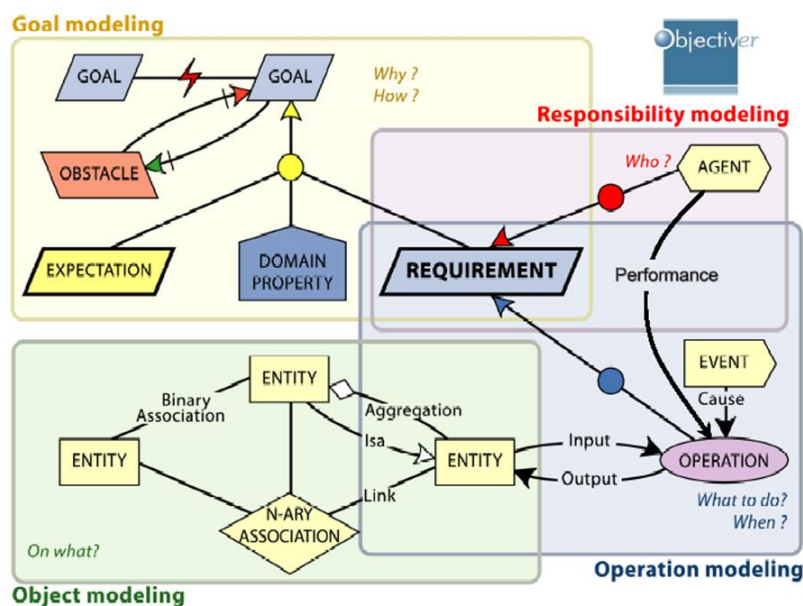 Goal modeling
Objectiver
GOAL
GOAL
Why ?
How ?
Responsibility modeling
OBSTACLE
Who ?
AGENT
EXPECTATION
DOMAIN
PROPERTY
REQUIREMENT
Performance
EVENT
Cause
ENTITY
Binary
Association
Aggregation
Isa
ENTITY
ENTITY
Input
OPERATION
Output
Link
N-ARY
ASSOCIATION
What to do?
When ?
On what?
Operation modeling
Object modeling